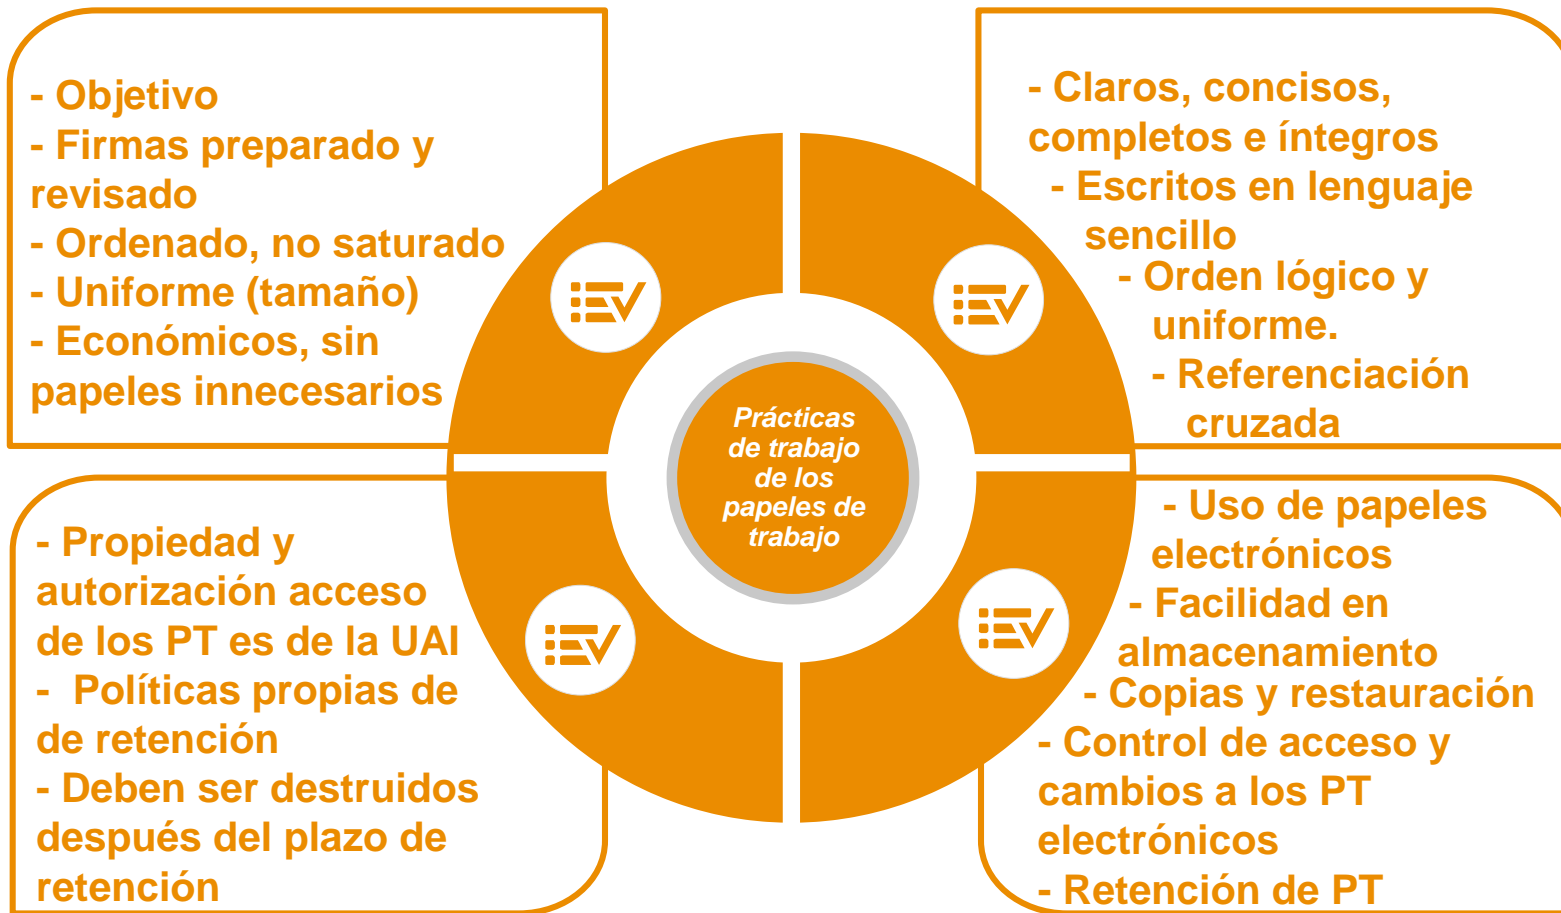 - Objetivo
- Firmas preparado y
revisado
- Ordenado, no saturado
- Uniforme (tamaño)
- Económicos, sin
papeles innecesarios
- Claros, concisos,
completos e íntegros
- Escritos en lenguaje
sencillo
- Orden lógico y
uniforme.
- Referenciación
cruzada
Prácticas
de trabajo
de los
papeles de
trabajo
- Propiedad y
autorización acceso
de los PT es de la UAI
- Políticas propias de
de retención
- Deben ser destruidos
después del plazo de
retención
- Uso de papeles
electrónicos
- Facilidad en
almacenamiento
- Copias y restauración
- Control de acceso y
cambios a los PT
electrónicos
- Retención de PT